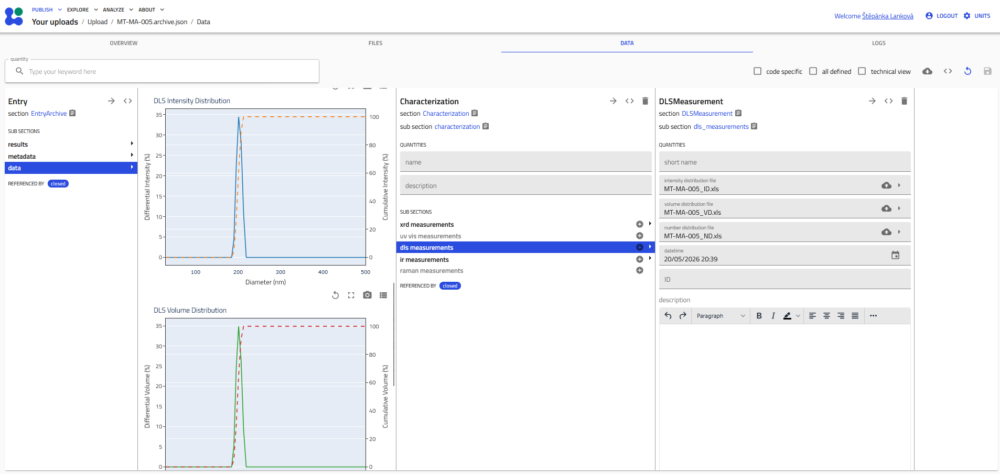 PUBLISH EXPLORE ANALYZE ABOUT
Your uploads / Upload / MT-MA-005.archive.json / Data
Welcome Štěpánka Lanková LOGOUT UNITS
OVERVIEW FILES DATA LOGS
quantity
Type your keyword here
code specific all defined technical view
Entry
section EntryArchive
SUB SECTIONS
results
metadata
data
REFERENCED BY closed
DLS Intensity Distribution
35
30
25
20
15
10
5
0
100
80
60
40
20
0
Differential Intensity (%)
Cumulative Intensity (%)
100 200 300 400 500
Diameter (nm)
DLS Volume Distribution
35
30
25
20
15
10
5
0
100
80
60
40
20
0
Differential Volume (%)
Cumulative Volume (%)
Characterization
section Characterization
sub section characterization
QUANTITIES
name
description
SUB SECTIONS
xrd measurements
uv vis measurements
dls measurements
ir measurements
raman measurements
REFERENCED BY closed
DLSMeasurement
section DLSMeasurement
sub section dls_measurements
QUANTITIES
short name
intensity distribution file
MT-MA-005_ID.xls
volume distribution file
MT-MA-005_VD.xls
number distribution file
MT-MA-005_ND.xls
datetime
20/05/2026 20:39
ID
description
Paragraph B I